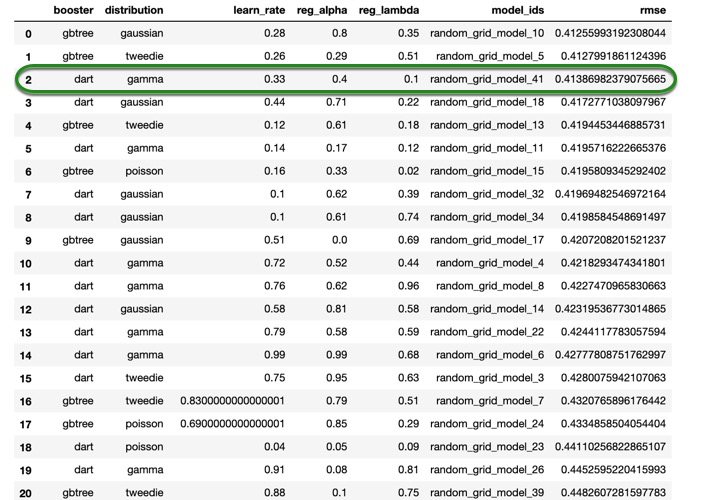 booster distribution learn_rate reg_alpha reg_lambda model_ids rmse
0 gbtree gaussian 0.28 0.8 0.35 random_grid_model_10 0.41255993192308044
1 gbtree tweedie 0.26 0.29 0.51 random_grid_model_5 0.4127991861124396
2 dart gamma 0.33 0.4 0.1 random_grid_model_41 0.41386982379075665
3 dart gaussian 0.44 0.71 0.22 random_grid_model_18 0.4172771038097967
4 gbtree tweedie 0.12 0.61 0.18 random_grid_model_13 0.4194453446885731
5 dart gamma 0.14 0.17 0.12 random_grid_model_11 0.4195716222665376
6 gbtree poisson 0.16 0.33 0.02 random_grid_model_15 0.4195809345292402
7 dart gaussian 0.1 0.62 0.39 random_grid_model_32 0.41969482546972164
8 dart gaussian 0.1 0.61 0.74 random_grid_model_34 0.4198584548691497
9 gbtree gaussian 0.51 0.0 0.69 random_grid_model_17 0.4207208201521237
10 dart gamma 0.72 0.52 0.44 random_grid_model_4 0.4218293474341801
11 dart gamma 0.76 0.62 0.96 random_grid_model_8 0.4227470965830663
12 dart gaussian 0.58 0.81 0.58 random_grid_model_14 0.42319536773014865
13 dart gamma 0.79 0.58 0.59 random_grid_model_22 0.4244117783057594
14 dart gamma 0.99 0.99 0.68 random_grid_model_6 0.42777808751762997
15 dart tweedie 0.75 0.95 0.63 random_grid_model_3 0.4280075942107063
16 gbtree tweedie 0.8300000000000001 0.79 0.51 random_grid_model_7 0.4320765896176442
17 gbtree poisson 0.6900000000000001 0.85 0.29 random_grid_model_24 0.4334858504054404
18 dart poisson 0.04 0.05 0.09 random_grid_model_23 0.44110256822865107
19 dart gamma 0.91 0.08 0.81 random_grid_model_26 0.4452595220415993
20 gbtree tweedie 0.88 0.1 0.75 random_grid_model_39 0.4482607281597783